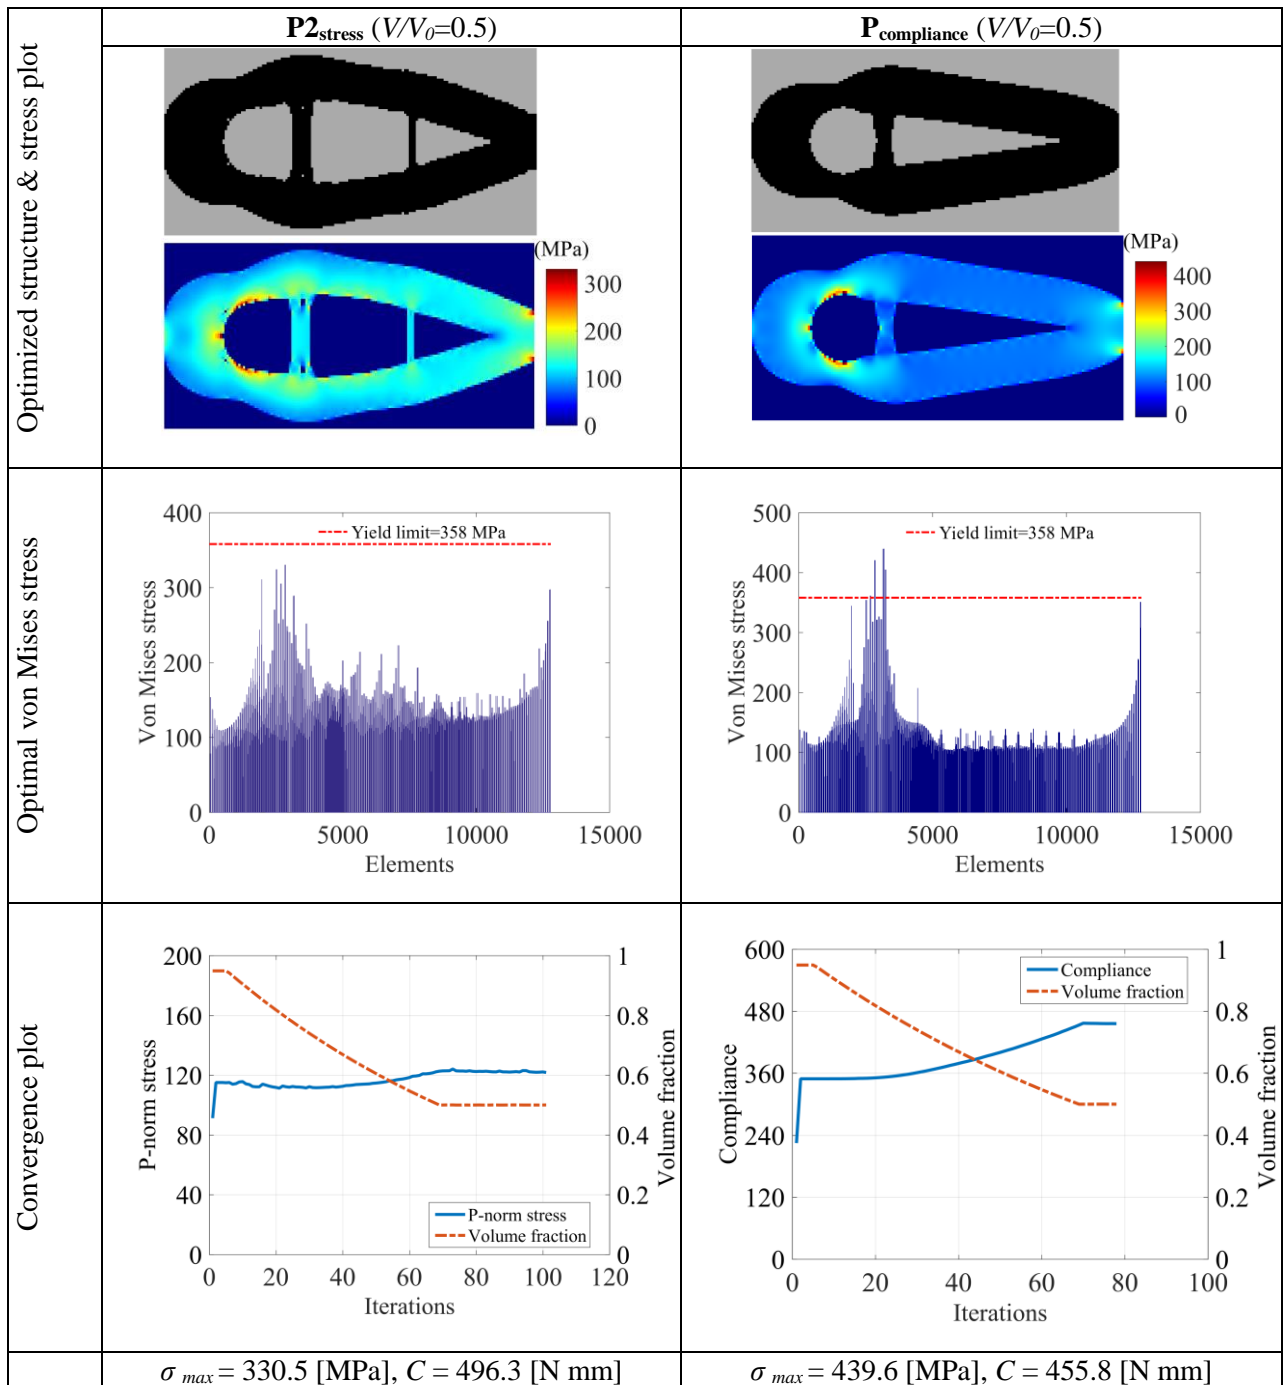 P2stress (V/V0=0.5)
Pcompliance (V/V0=0.5)
Optimized structure & stress plot
(MPa)
300
200
100
0
(MPa)
400
300
200
100
0
Optimal von Mises stress
400
300
200
100
0
Von Mises stress
Yield limit=358 MPa
0 5000 10000 15000
Elements
500
400
300
200
100
0
Von Mises stress
Yield limit=358 MPa
0 5000 10000 15000
Elements
Convergence plot
200
160
120
80
40
0
P-norm stress
1
0.8
0.6
0.4
0.2
0
Volume fraction
P-norm stress
Volume fraction
0 20 40 60 80 100 120
Iterations
600
480
360
240
120
0
Compliance
1
0.8
0.6
0.4
0.2
0
Volume fraction
Compliance
Volume fraction
0 20 40 60 80 100
Iterations
σ max = 330.5 [MPa], C = 496.3 [N mm]
σ max = 439.6 [MPa], C = 455.8 [N mm]